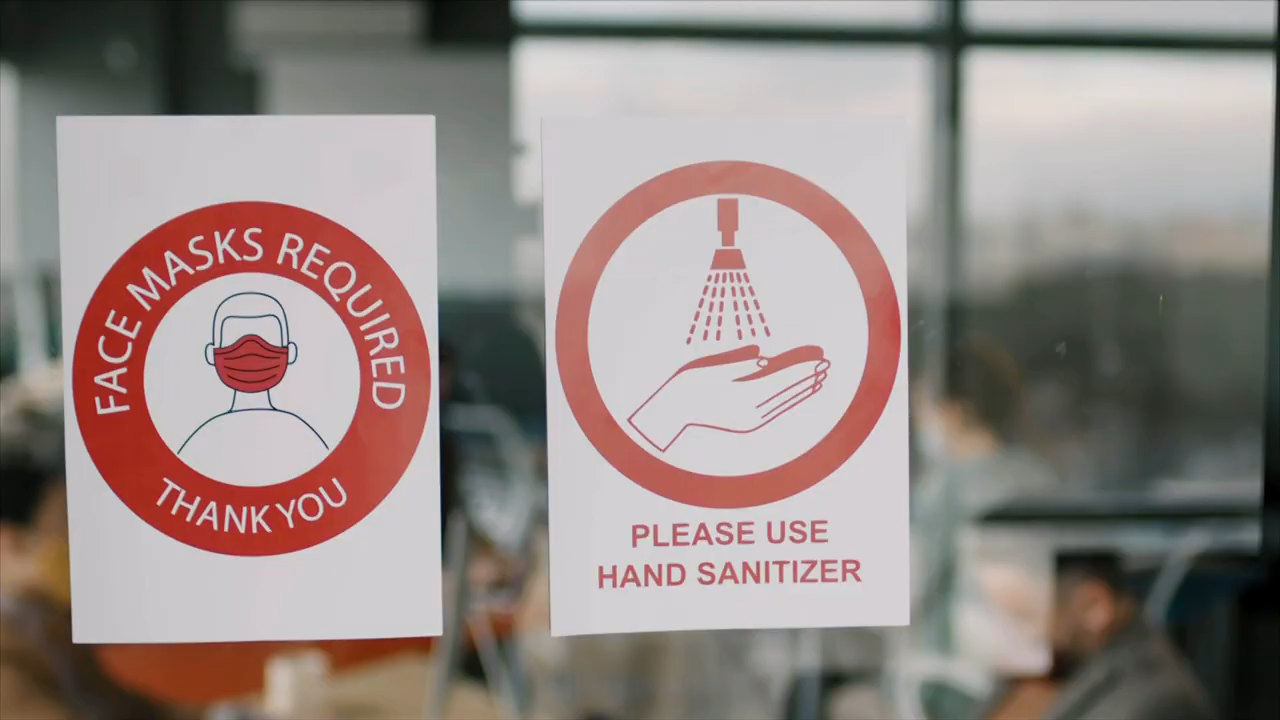 FACE MASKS REQUIRED
THANK YOU
PLEASE USE
HAND SANITIZER